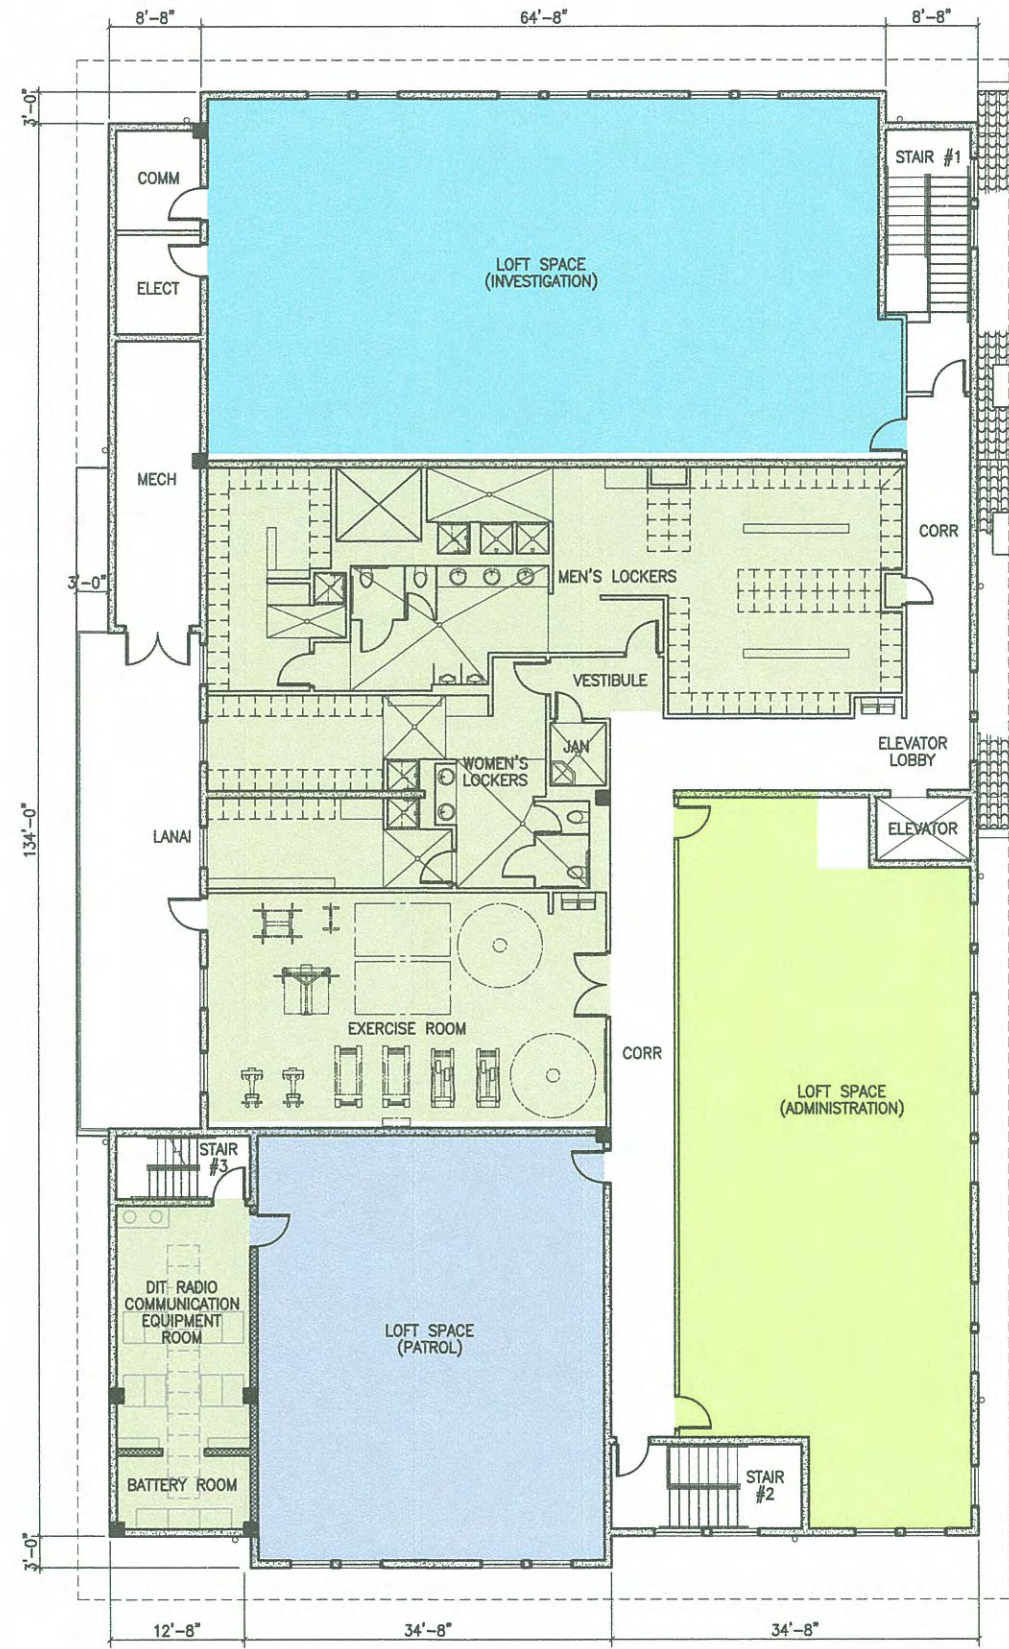 8'-8"
64'-8"
8'-8"
3'-0"
STAIR #1
COMM
LOFT SPACE
(INVESTIGATION)
ELECT
MECH
CORR
3'-0"
MEN'S LOCKERS
VESTIBULE
JAN
ELEVATOR
LOBBY
WOMEN'S
LOCKERS
134'-0"
LANAI
ELEVATOR
EXERCISE ROOM
CORR
LOFT SPACE
(ADMINISTRATION)
STAIR
#3
DIT RADIO
COMMUNICATION
EQUIPMENT
ROOM
LOFT SPACE
(PATROL)
BATTERY ROOM
STAIR
#2
3'-0"
12'-8"
34'-8"
34'-8"